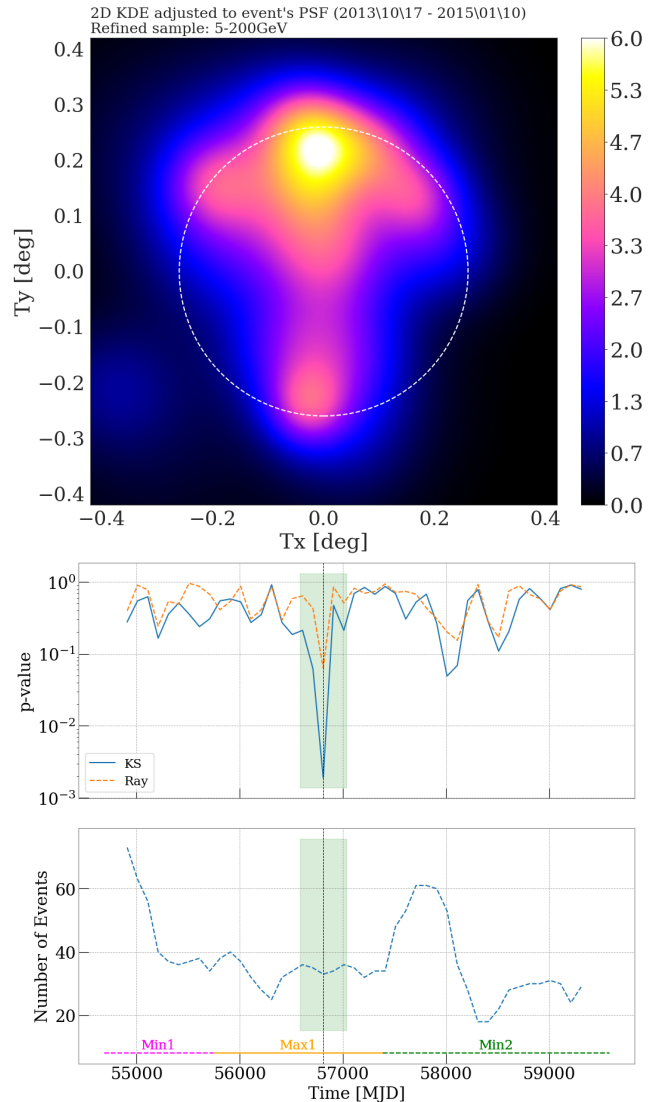 2D KDE adjusted to event's PSF (2013\10\17 - 2015\01\10)
Refined sample: 5-200GeV
Ty [deg]
0.4
0.3
0.2
0.1
0.0
−0.1
−0.2
−0.3
−0.4
−0.4 −0.2 0.0 0.2 0.4
Tx [deg]
6.0
5.3
4.7
4.0
3.3
2.7
2.0
1.3
0.7
0.0
p-value
10⁰
10⁻¹
10⁻²
10⁻³
KS
Ray
Number of Events
60
40
20
Min1 Max1 Min2
55000 56000 57000 58000 59000
Time [MJD]